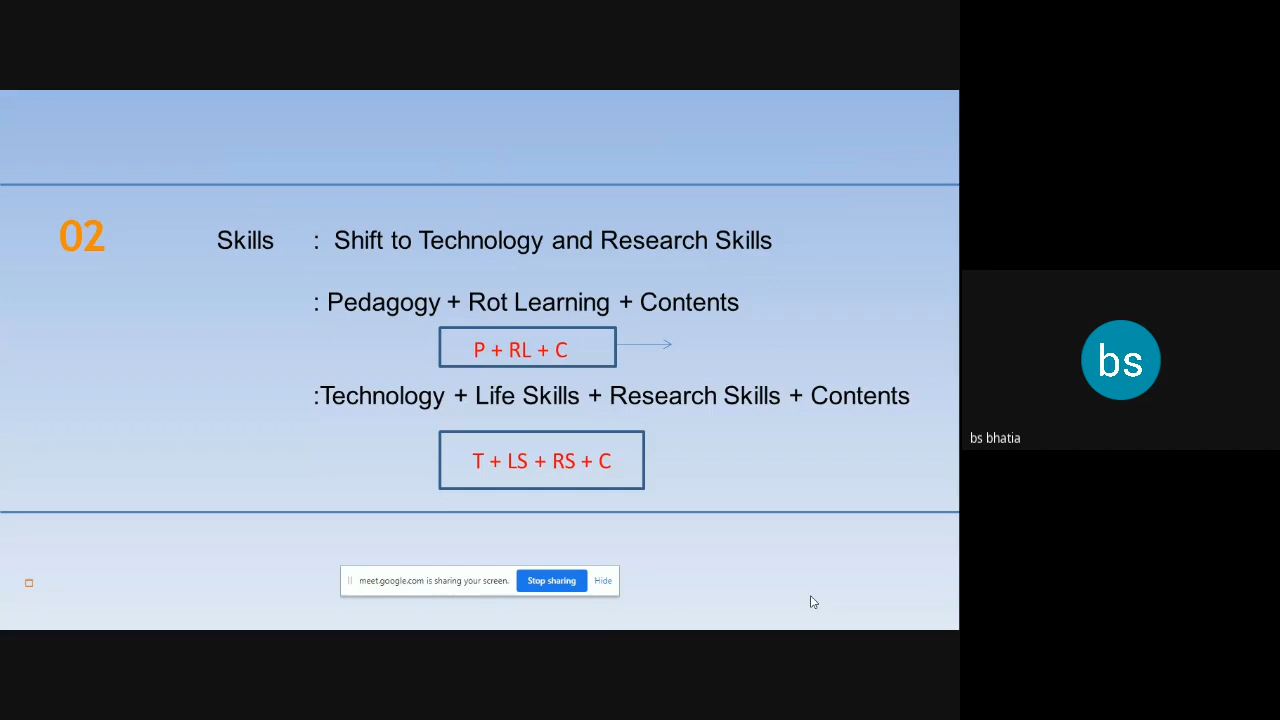 02 Skills : Shift to Technology and Research Skills
: Pedagogy + Rot Learning + Contents
P + RL + C
:Technology + Life Skills + Research Skills + Contents
T + LS + RS + C
meet.google.com is sharing your screen. Stop sharing Hide
bs
bs bhatia